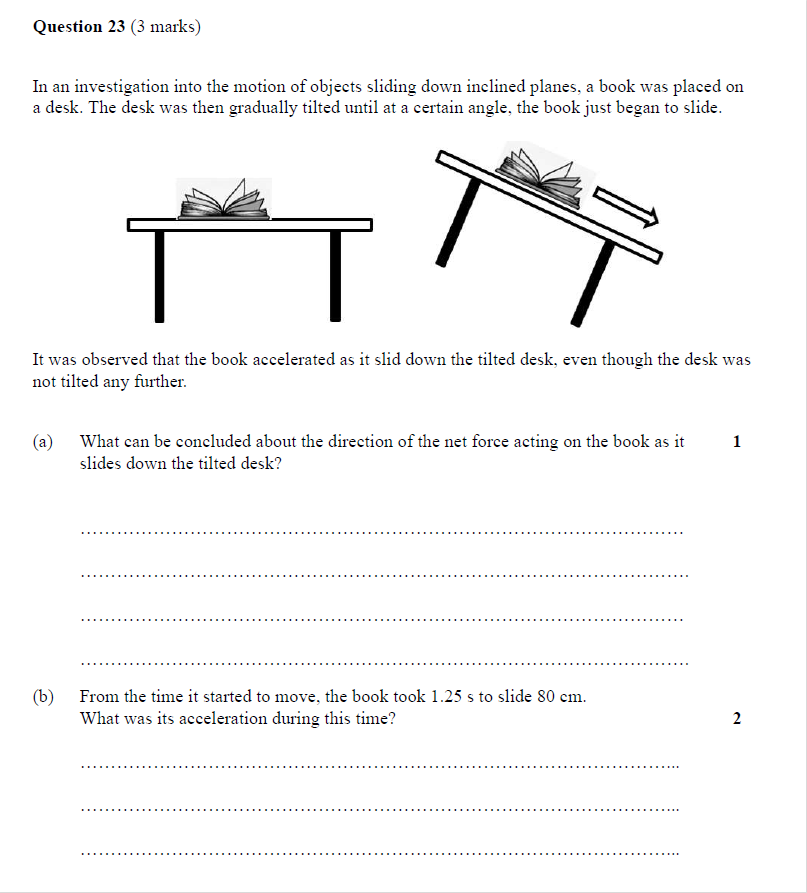 Question 23 (3 marks)
In an investigation into the motion of objects sliding down inclined planes, a book was placed on
a desk. The desk was then gradually tilted until at a certain angle, the book just began to slide.
It was observed that the book accelerated as it slid down the tilted desk, even though the desk was
not tilted any further.
(a) What can be concluded about the direction of the net force acting on the book as it 1
slides down the tilted desk?
(b) From the time it started to move, the book took 1.25 s to slide 80 cm.
What was its acceleration during this time? 2